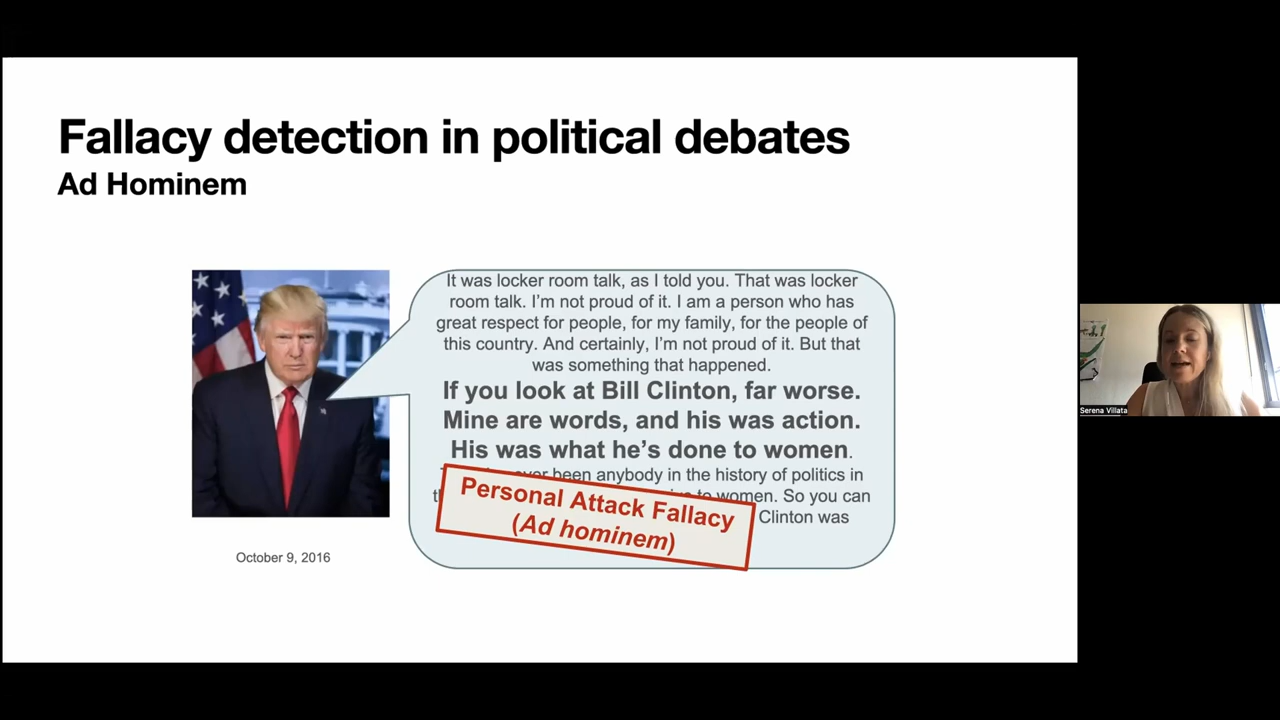 Fallacy detection in political debates
Ad Hominem
It was locker room talk, as I told you. That was locker
room talk. I'm not proud of it. I am a person who has
great respect for people, for my family, for the people of
this country. And certainly, I'm not proud of it. But that
was something that happened.
If you look at Bill Clinton, far worse.
Mine are words, and his was action.
His was what he's done to women.
been anybody in the history of politics in
to women. So you can
Clinton was
Personal Attack Fallacy
(Ad hominem)
October 9, 2016
Serena Villata